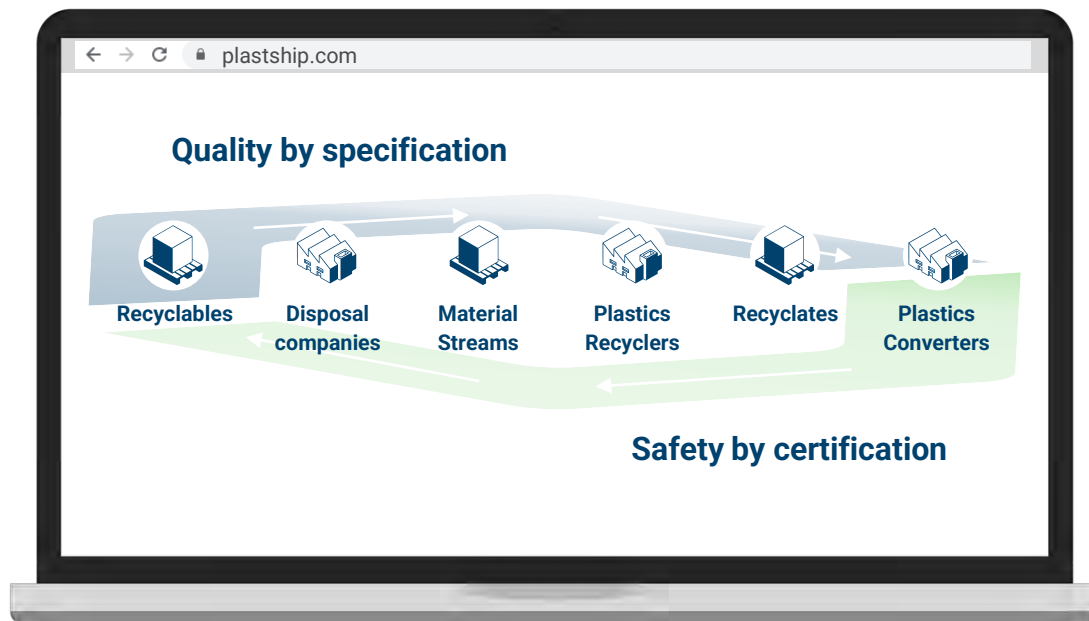 plastship.com
Quality by specification
Recyclables
Disposal
companies
Material
Streams
Plastics
Recyclers
Recyclates
Plastics
Converters
Safety by certification